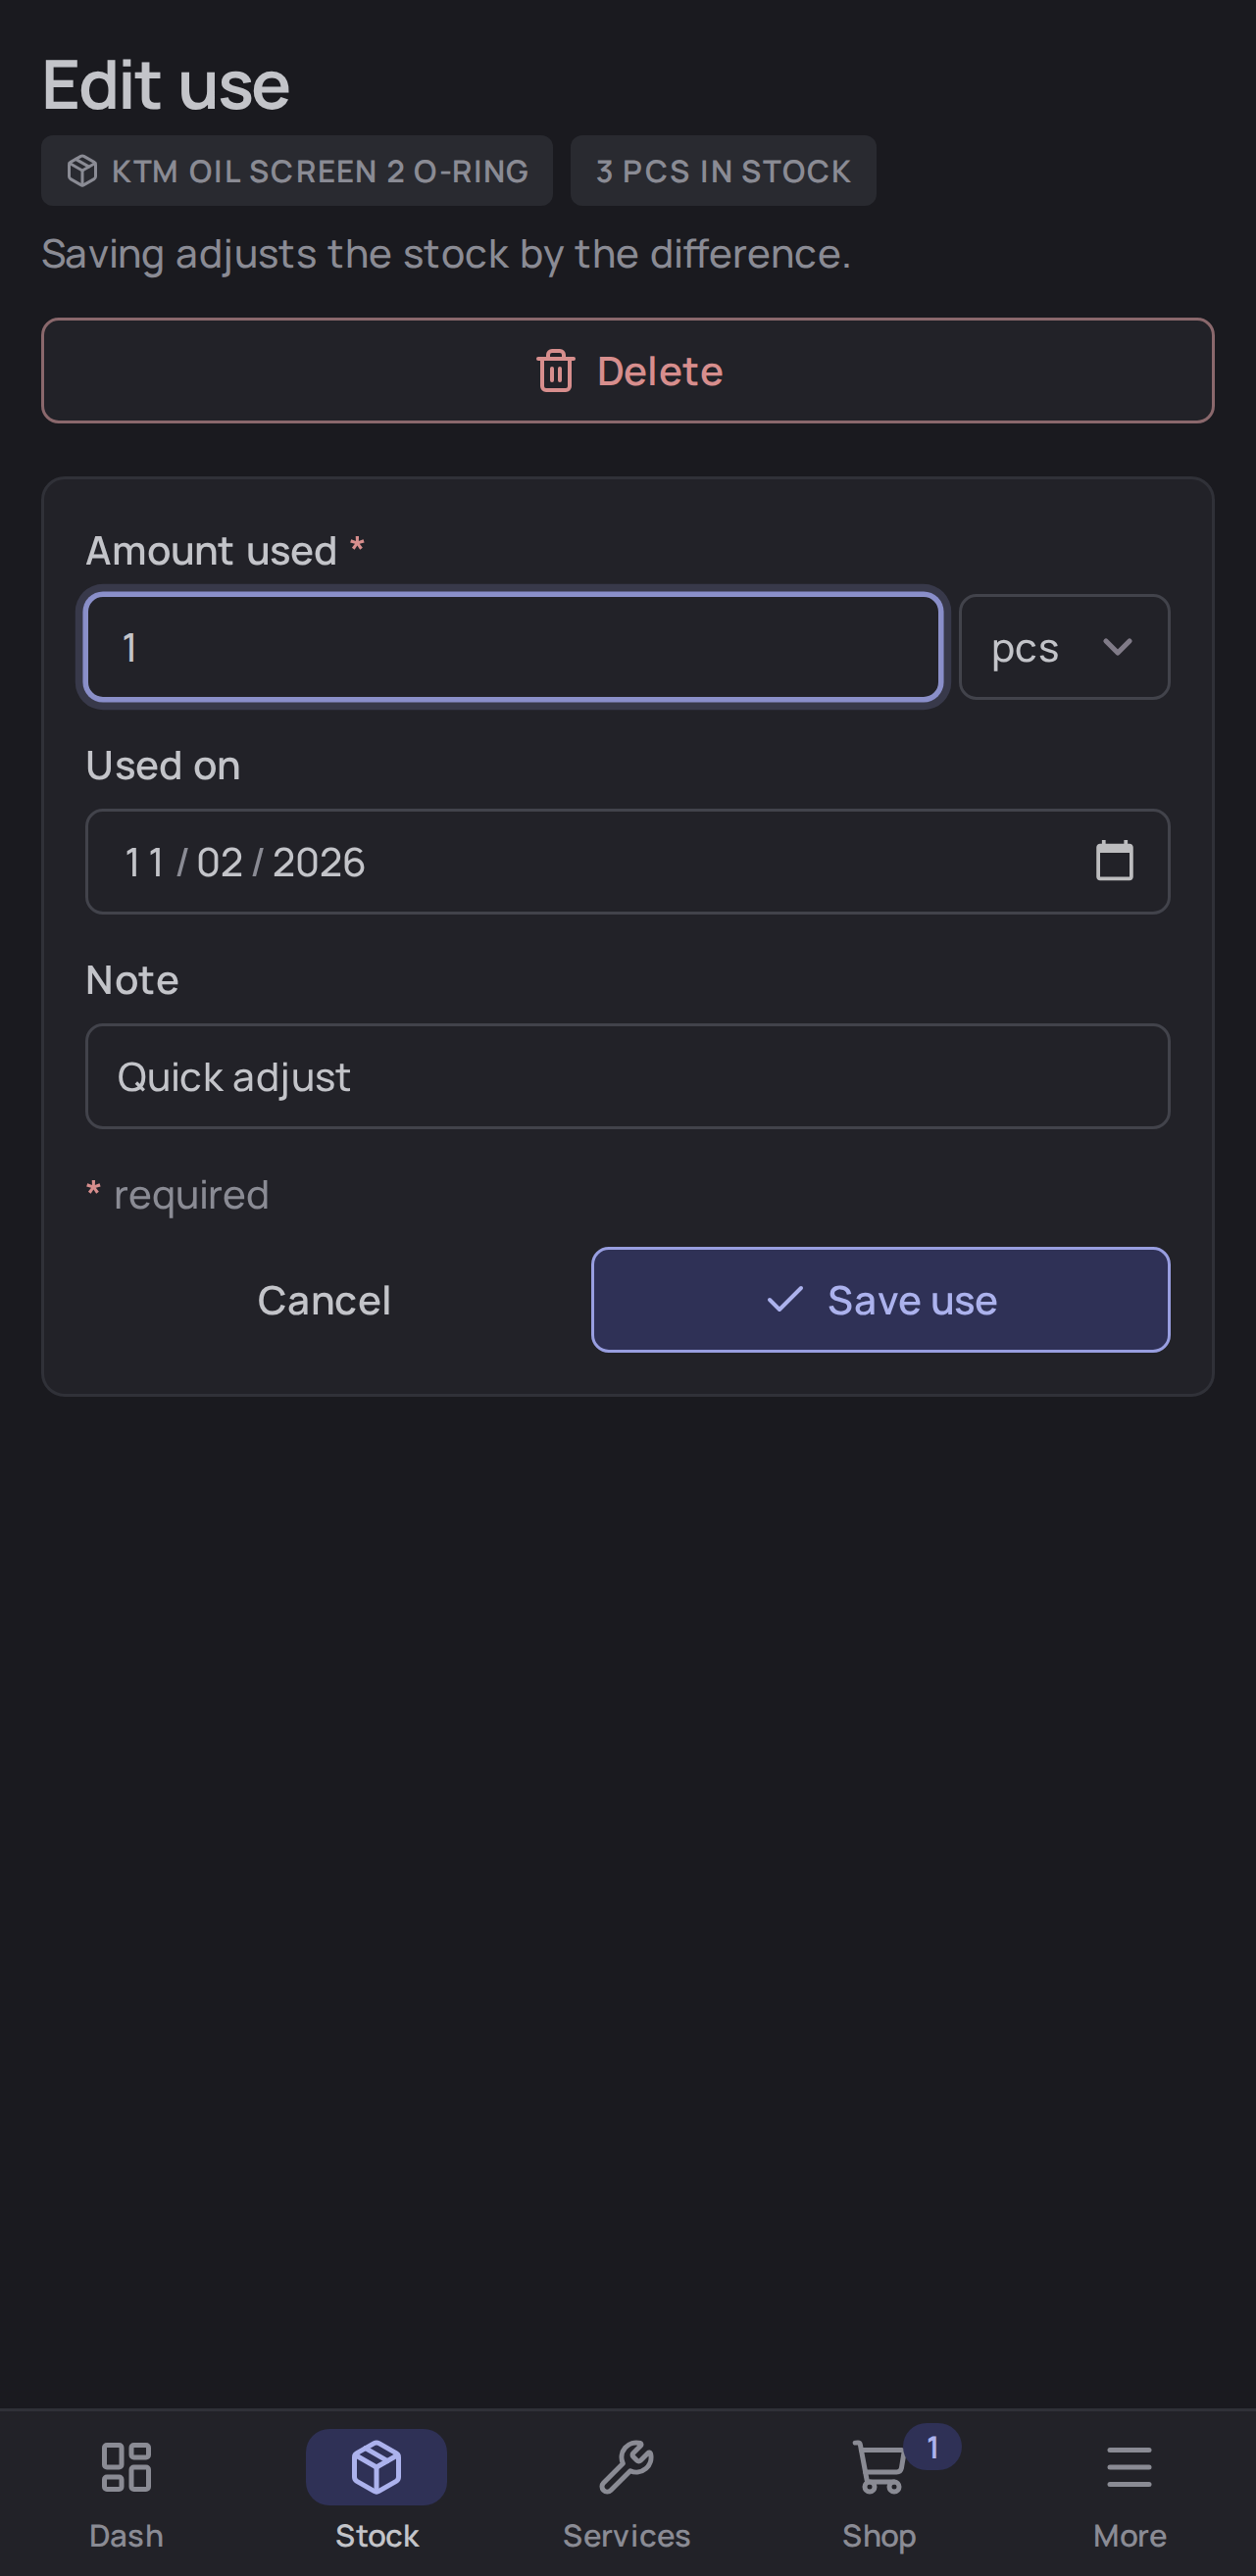 Edit use
KTM OIL SCREEN 2 O-RING 3 PCS IN STOCK
Saving adjusts the stock by the difference.
Delete
Amount used *
1 pcs
Used on
11/02/2026
Note
Quick adjust
* required
Cancel Save use
1
Dash Stock Services Shop More